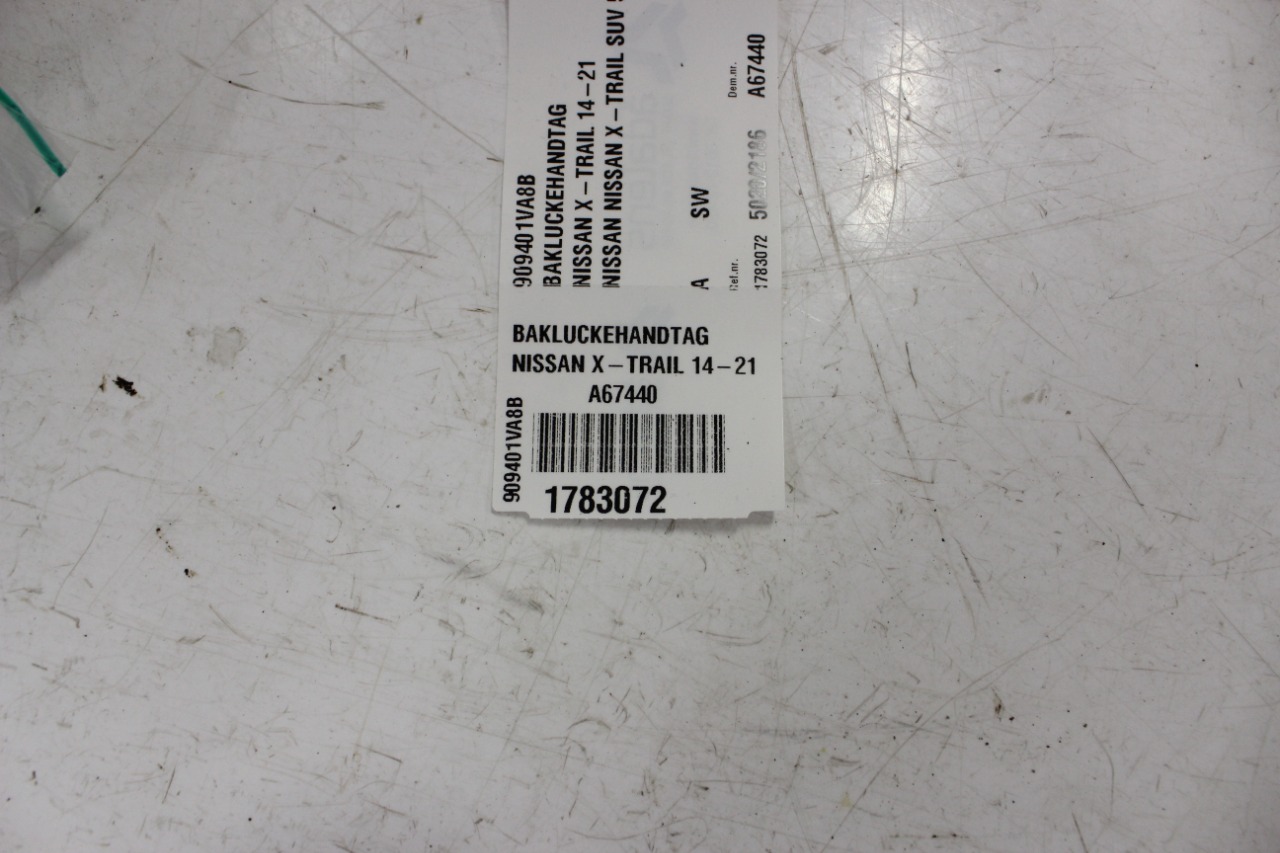 909401VA8B
BAKLUCKEHANDTAG
NISSAN X-TRAIL 14-21
NISSAN NISSAN X-TRAIL SUV
A SW
Ref.nr. Dem.nr.
1783072 A67440
BAKLUCKEHANDTAG
NISSAN X-TRAIL 14-21
A67440
909401VA8B
1783072